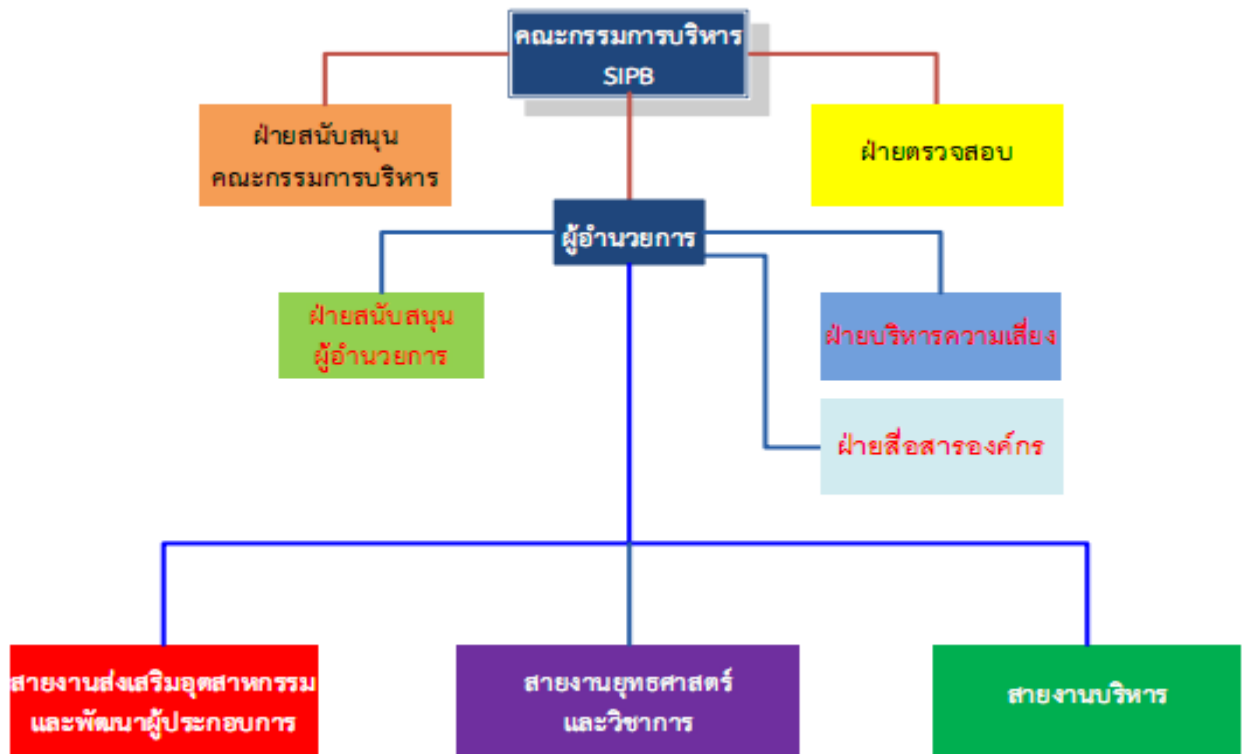 คณะกรรมการบริหาร
SIPB
ฝ่ายสนับสนุน
คณะกรรมการบริหาร
ฝ่ายตรวจสอบ
ผู้อำนวยการ
ฝ่ายสนับสนุน
ผู้อำนวยการ
ฝ่ายบริหารความเสี่ยง
ฝ่ายสื่อสารองค์กร
สายงานส่งเสริมอุตสาหกรรม
และพัฒนาผู้ประกอบการ
สายงานยุทธศาสตร์
และวิชาการ
สายงานบริหาร